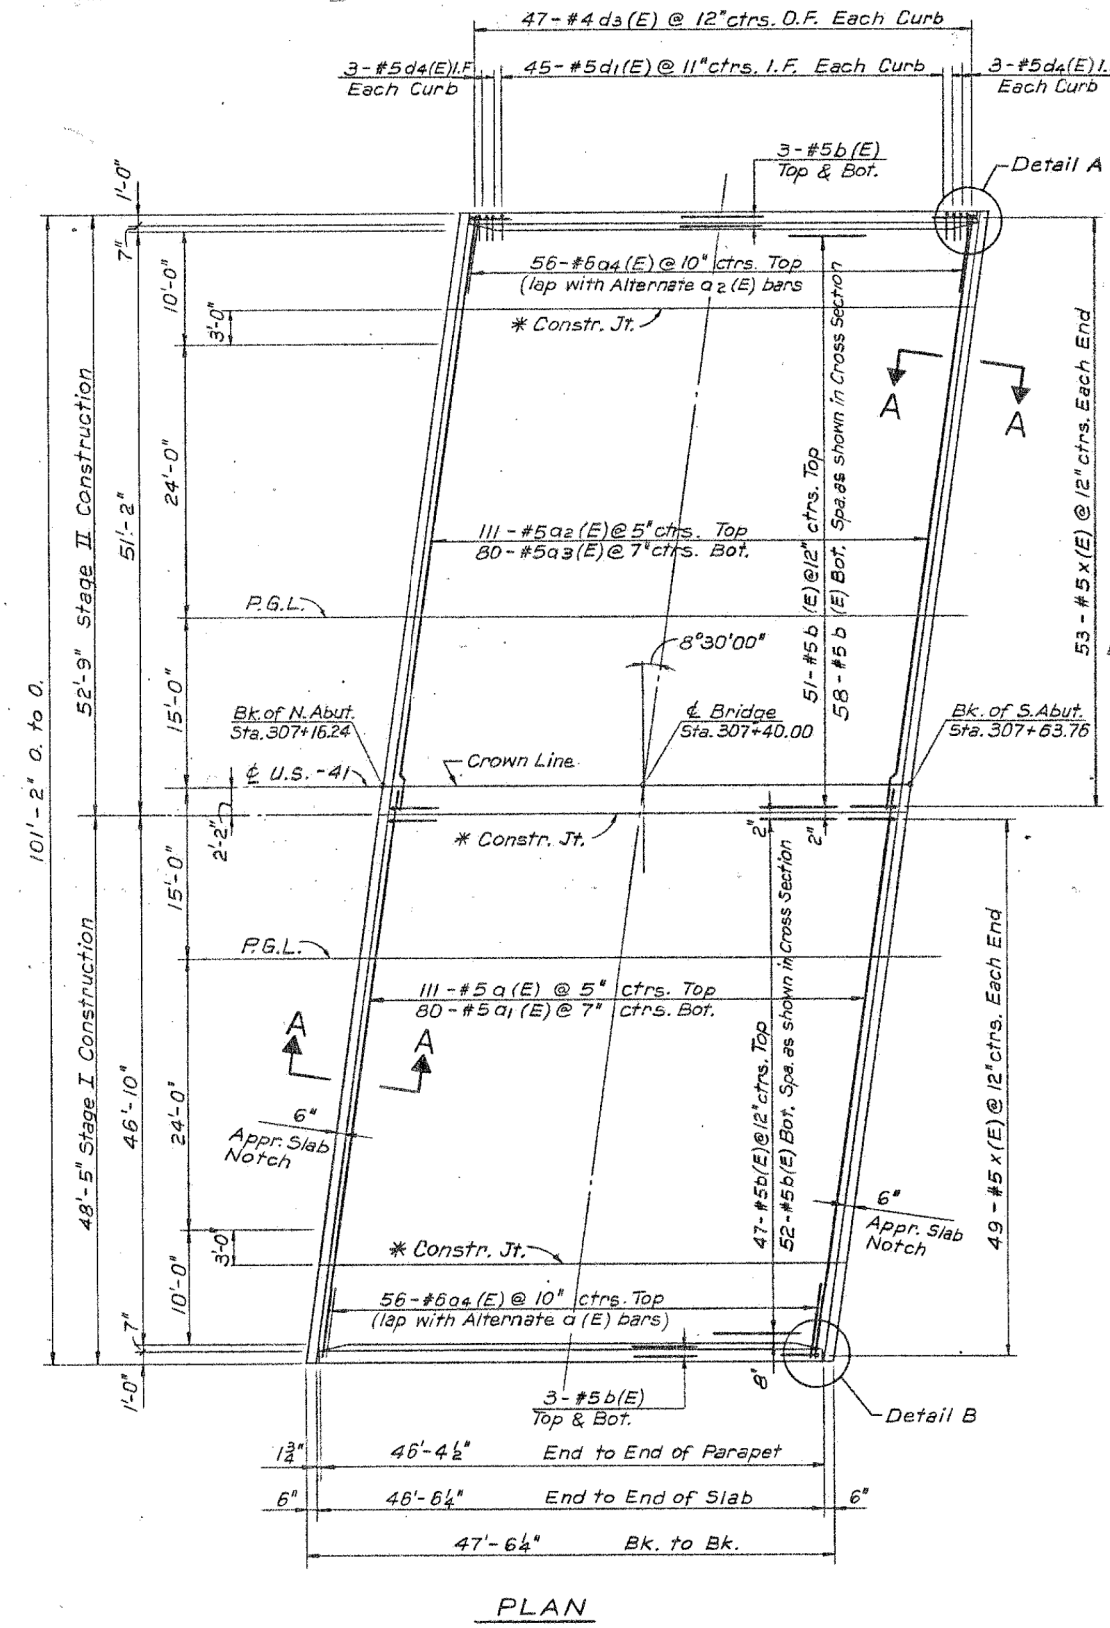 47-#4 d3(E) @ 12" ctrs. O.F. Each Curb
3-#5d4(E) I.F.
Each Curb
45-#5d1(E) @ 11" ctrs. I.F. Each Curb
3-#5d4(E) I.
Each Curb
3-#5b(E)
Top & Bot.
Detail A
1'-0"
7"
10'-0"
3'-0"
56-#6a4(E) @ 10" ctrs. Top
(lap with Alternate a2(E) bars
* Constr. Jt.
A
A
24'-0"
51'-2"
52'-9" Stage II Construction
101'-2" O. to O.
111-#5a2(E) @ 5" ctrs. Top
80-#5a3(E) @ 7" ctrs. Bot.
51-#5b(E) @ 12" ctrs. Top
58-#5b(E) Bot. Spa. as shown in Cross Section
53-#5x(E) @ 12" ctrs. Each End
P.G.L.
8°30'00"
15'-0"
Bk. of N. Abut.
Sta. 307+16.24
℄ Bridge
Sta. 307+40.00
Bk. of S. Abut.
Sta. 307+63.76
℄ U.S.-41
Crown Line
2'-2"
* Constr. Jt.
2"
2"
15'-0"
P.G.L.
111-#5a(E) @ 5" ctrs. Top
80-#5a1(E) @ 7" ctrs. Bot.
A
A
48'-5" Stage I Construction
46'-10"
24'-0"
6"
Appr. Slab
Notch
47-#5b(E) @ 12" ctrs. Top
52-#5b(E) Bot. Spa. as shown in Cross Section
49-#5x(E) @ 12" ctrs. Each End
6"
Appr. Slab
Notch
3'-0"
* Constr. Jt.
10'-0"
56-#6a4(E) @ 10" ctrs. Top
(lap with Alternate a(E) bars)
7"
1'-0"
8"
3-#5b(E)
Top & Bot.
Detail B
1¾"
46'-4½" End to End of Parapet
6"
46'-6¼" End to End of Slab
6"
47'-6¼" Bk. to Bk.
PLAN